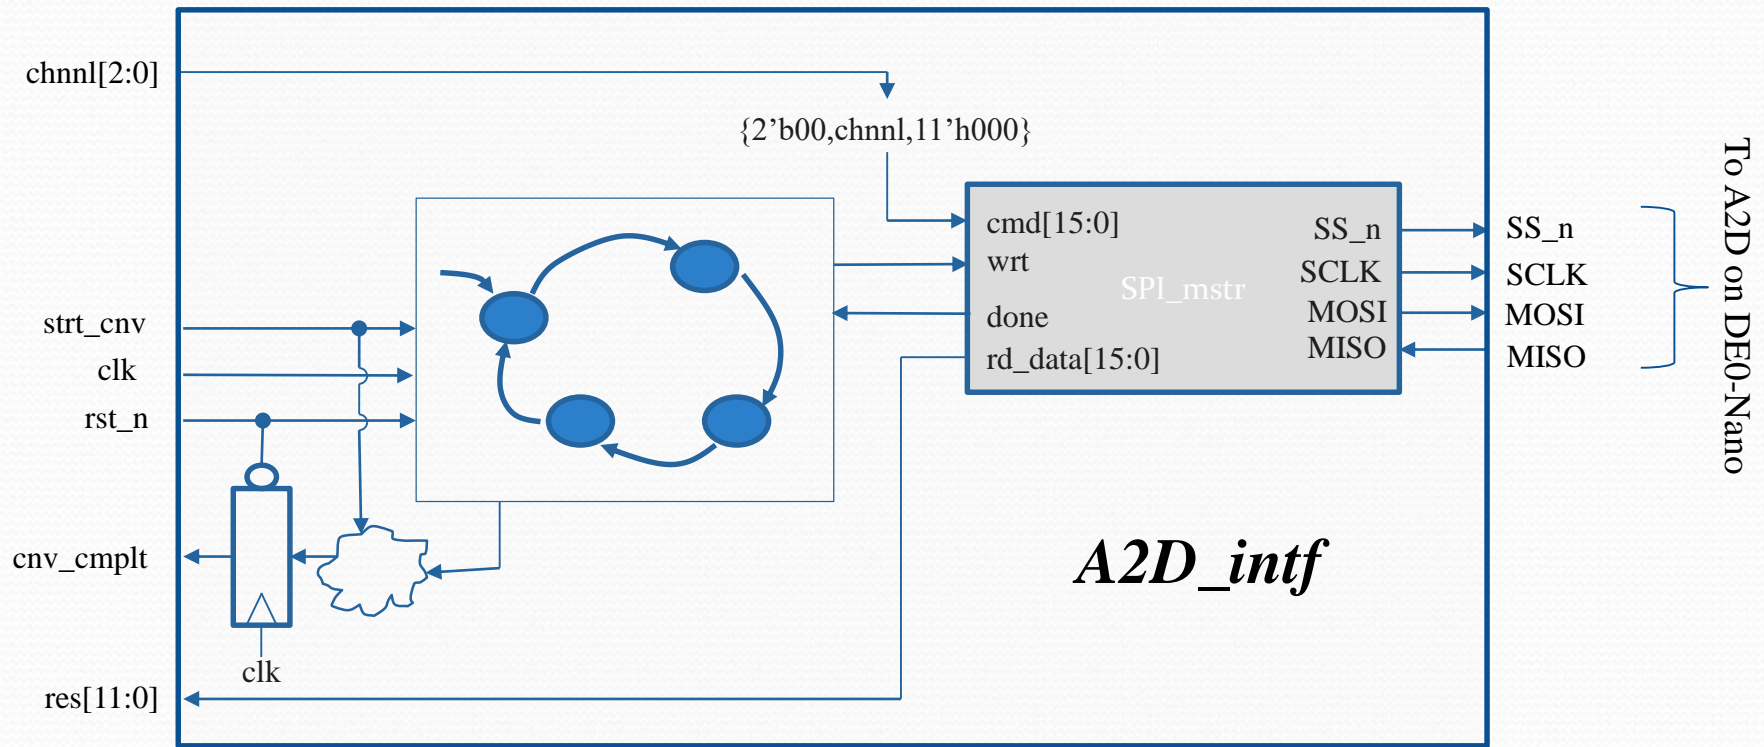 chnnl[2:0]
{2’b00,chnnl,11’h000}
cmd[15:0]
wrt
done
rd_data[15:0]
SPI_mstr
SS_n
SCLK
MOSI
MISO
SS_n
SCLK
MOSI
MISO
To A2D on DE0-Nano
strt_cnv
clk
rst_n
cnv_cmplt
clk
res[11:0]
A2D_intf